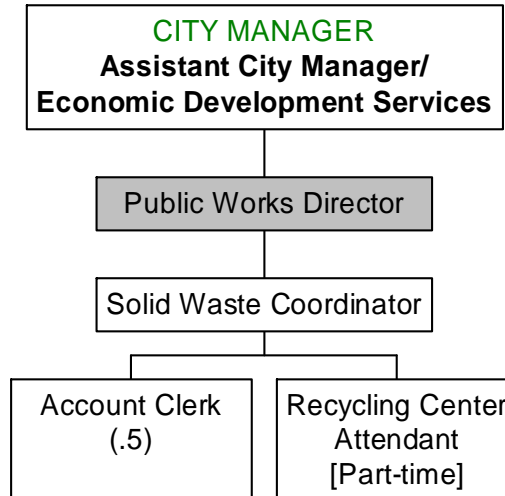 CITY MANAGER
Assistant City Manager/
Economic Development Services
Public Works Director
Solid Waste Coordinator
Account Clerk
(.5)
Recycling Center
Attendant
[Part-time]